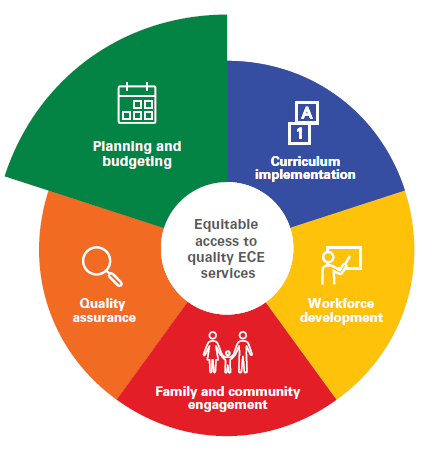 Planning and
budgeting
A
1
Curriculum
implementation
Equitable
access to
quality ECE
services
Quality
assurance
Workforce
development
Family and community
engagement